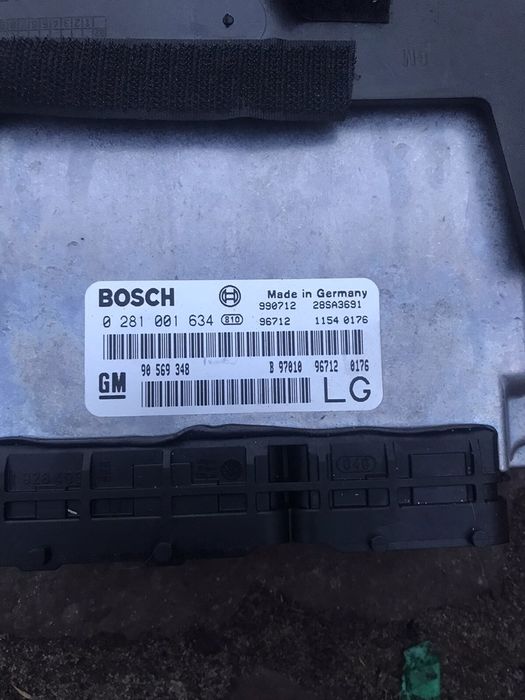 BOSCH Made in Germany
990712 28SA3691
0 281 001 634 810 96712 1154 0176
GM 90 569 348 B 97010 96712 0176
LG